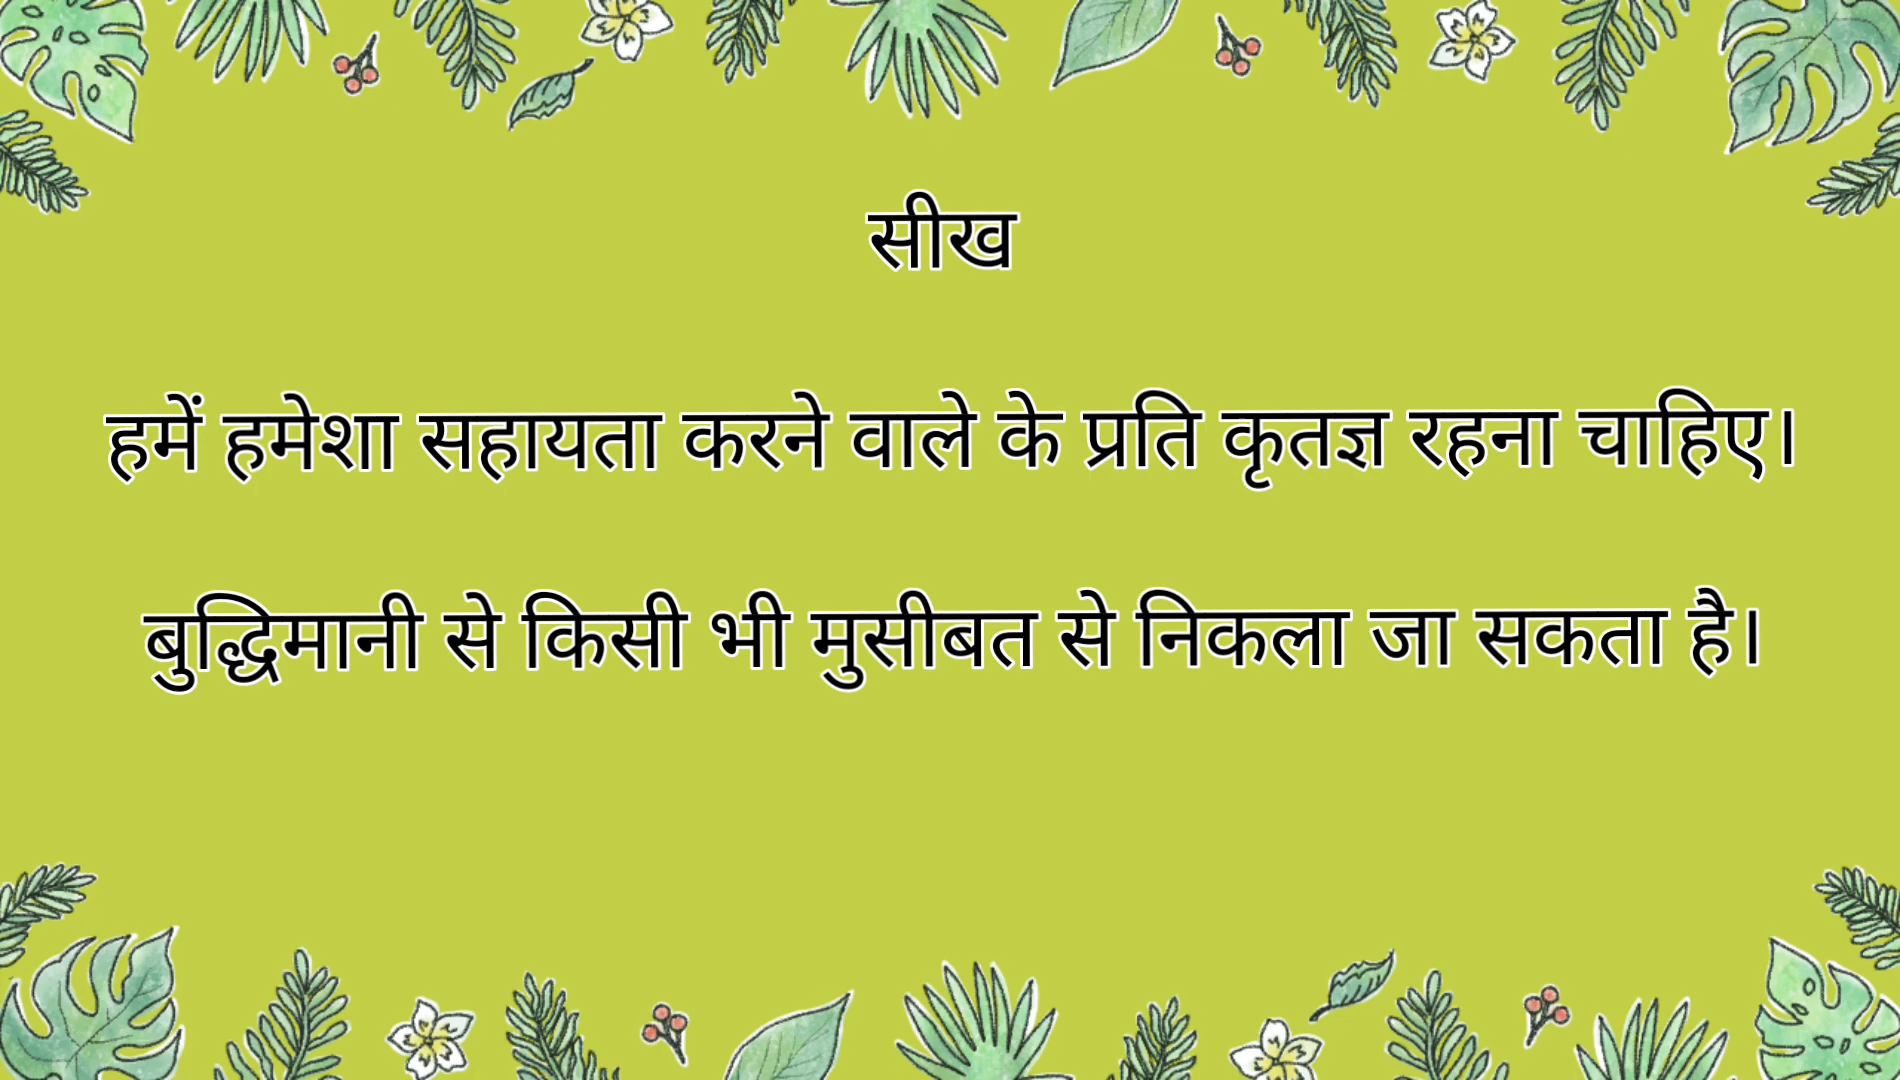 सीख
हमें हमेशा सहायता करने वाले के प्रति कृतज्ञ रहना चाहिए।
बुद्धिमानी से किसी भी मुसीबत से निकला जा सकता है।